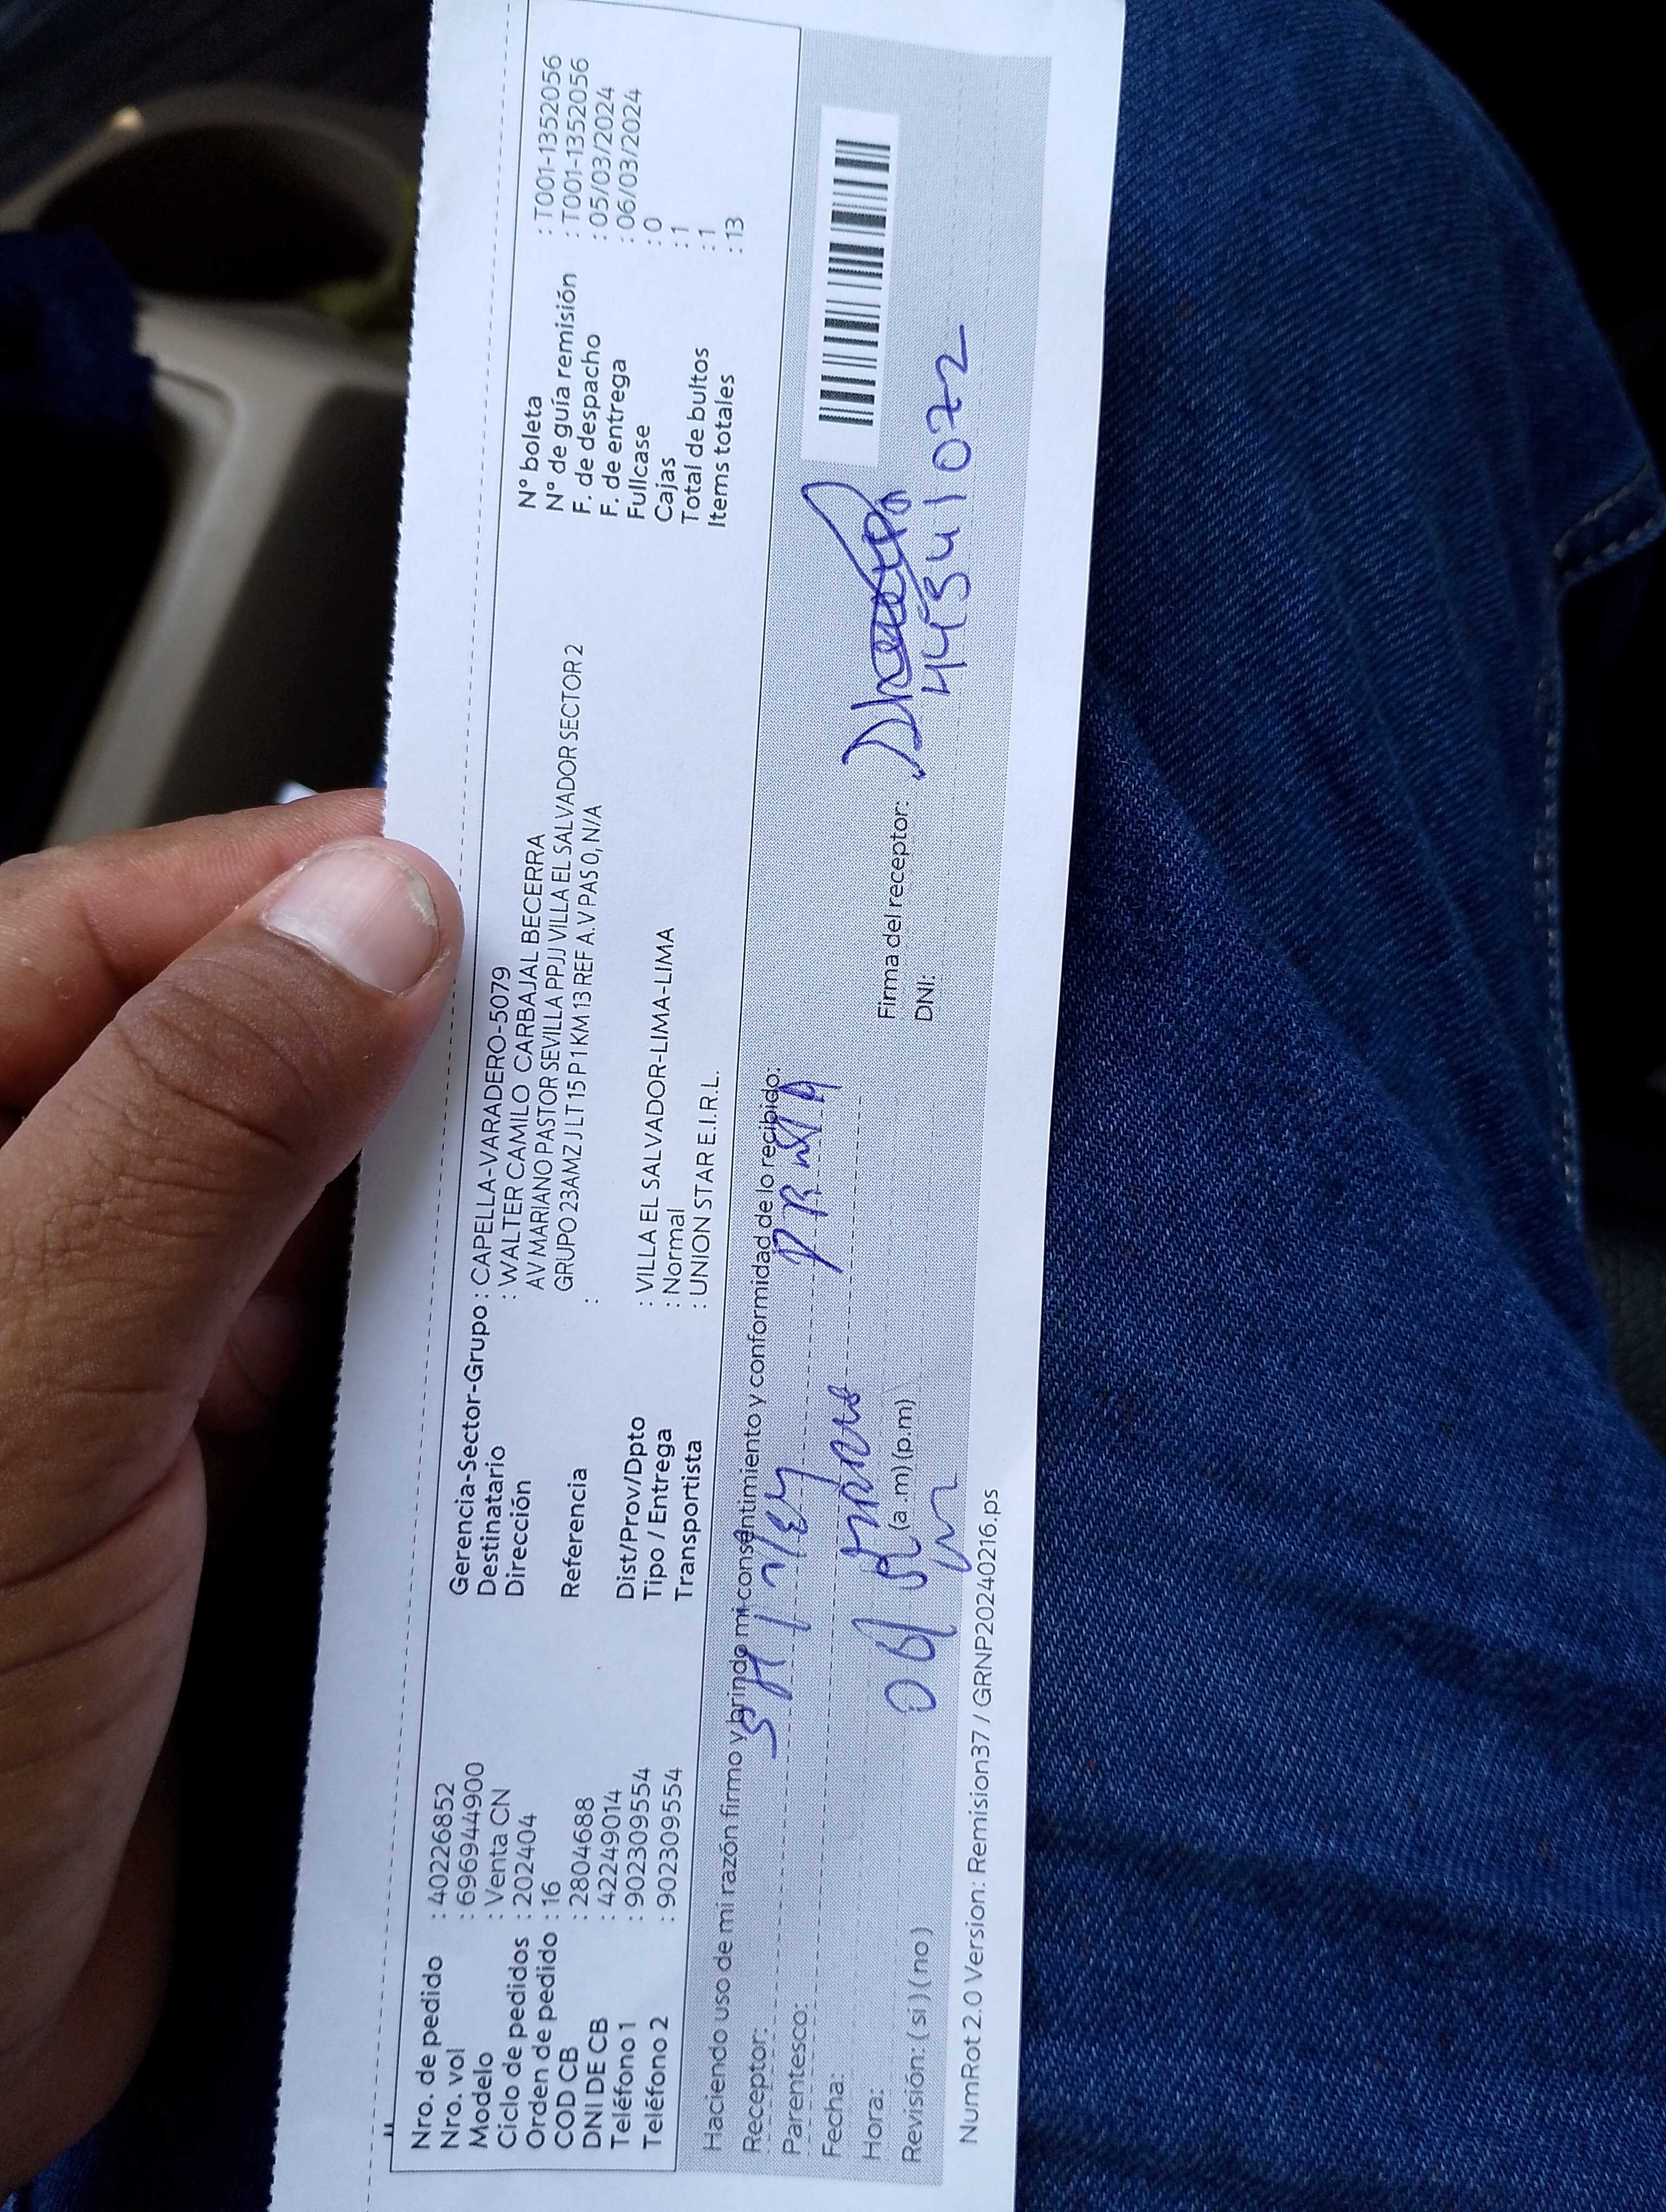 Nro. de pedido : 40226852
Nro. vol : 6969444900
Modelo : Venta CN
Ciclo de pedidos : 202404
Orden de pedido : 16
COD CB : 2804688
DNI DE CB : 42249014
Teléfono 1 : 902309554
Teléfono 2 : 902309554
Gerencia-Sector-Grupo : CAPELLA-VARADERO-5079
Destinatario : WALTER CAMILO CARBAJAL BECERRA
Dirección AV MARIANO PASTOR SEVILLA PPJJ VILLA EL SALVADOR SECTOR 2
GRUPO 23A MZ J LT 15 P 1 KM 13 REF A.V PAS 0, N/A
Referencia :
Dist/Prov/Dpto : VILLA EL SALVADOR-LIMA-LIMA
Tipo / Entrega : Normal
Transportista : UNION STAR E.I.R.L.
N° boleta : T001-1352056
N° de guía remisión : T001-1352056
F. de despacho : 05/03/2024
F. de entrega : 06/03/2024
Fullcase : 0
Cajas : 1
Total de bultos : 1
Items totales : 13
Haciendo uso de mi razón firmo y brindo mi consentimiento y conformidad de lo recibido:
Receptor:
Parentesco:
Fecha:
Hora: (a.m) (p.m)
Revisión: ( si ) ( no )
Firma del receptor:
DNI: 44341072
NumRot 2.0 Version: Remision37 / GRNP20240216.ps